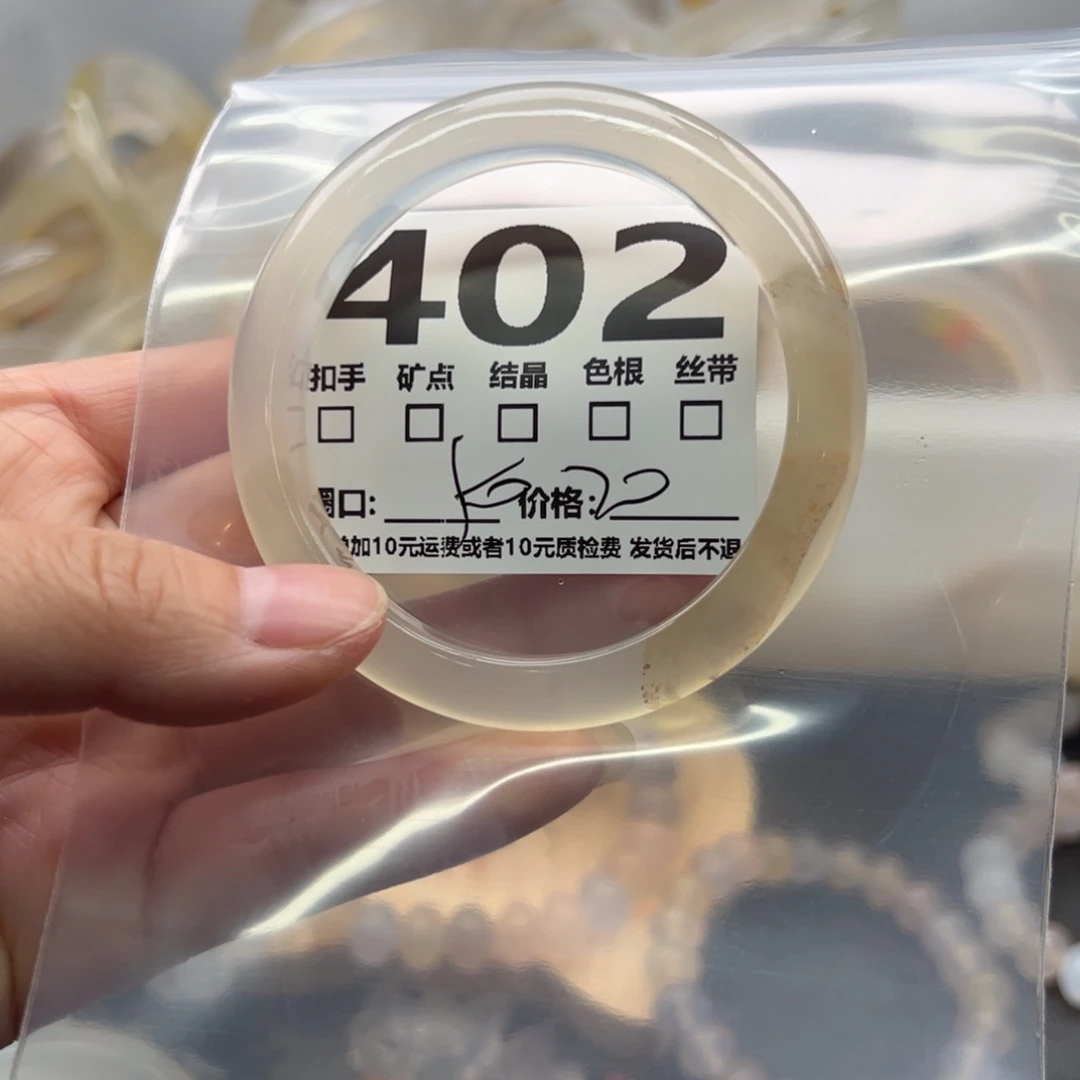 402
扣手 矿点 结晶 色根 丝带
圈口: 价格:
加10元运费或者10元质检费 发货后不退